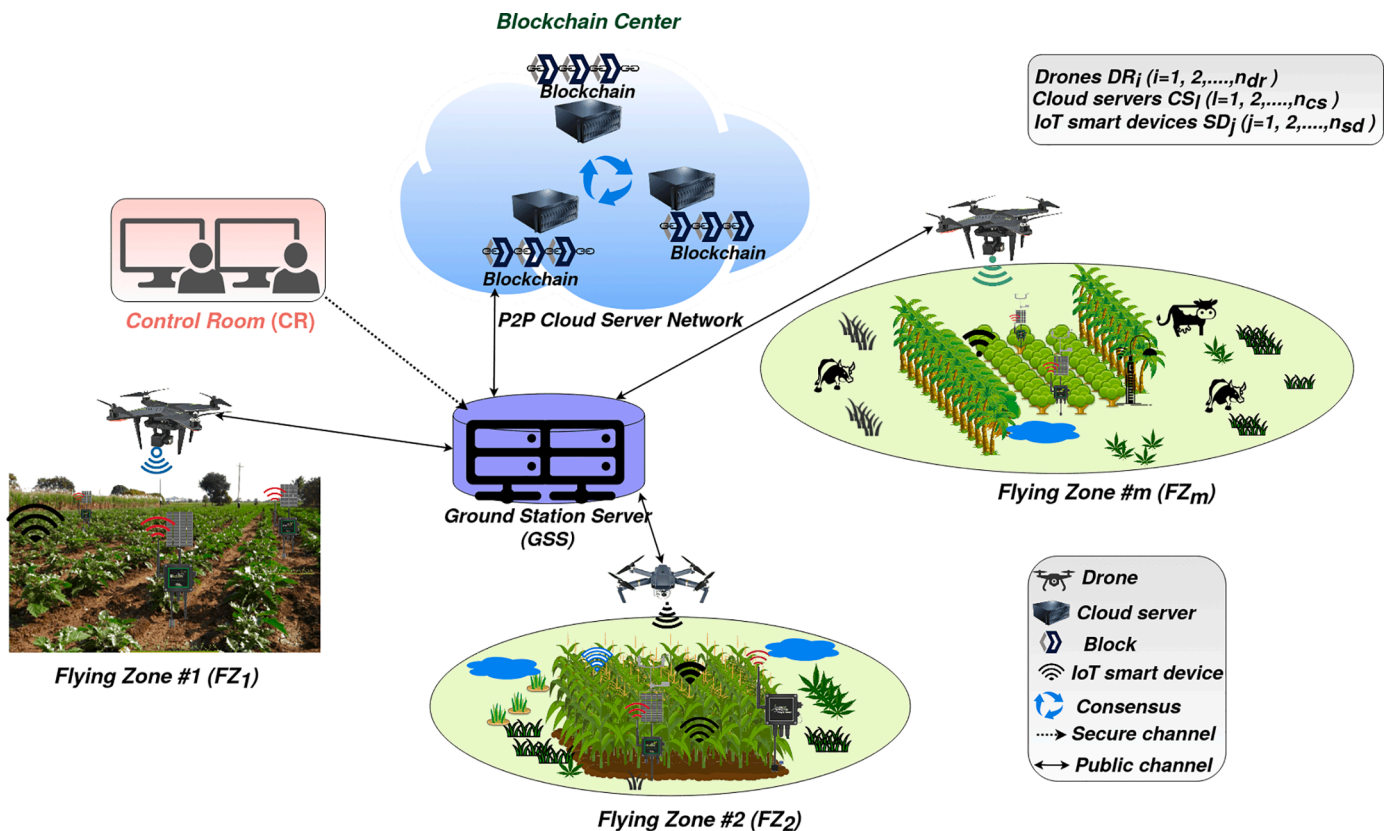 Blockchain Center
Blockchain
Blockchain
Blockchain
P2P Cloud Server Network
Drones DRi (i=1, 2,....,ndr )
Cloud servers CSl (l=1, 2,....,ncs )
IoT smart devices SDj (j=1, 2,....,nsd )
Control Room (CR)
Ground Station Server
(GSS)
Flying Zone #m (FZm)
Flying Zone #1 (FZ1)
Flying Zone #2 (FZ2)
Drone
Cloud server
Block
IoT smart device
Consensus
Secure channel
Public channel